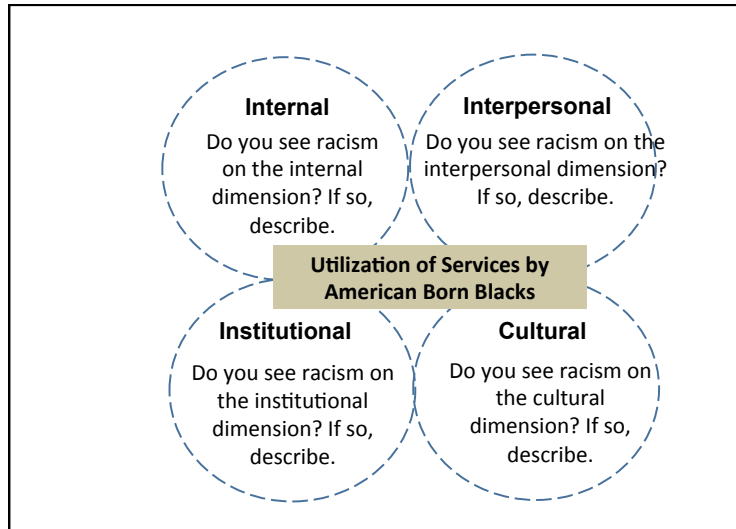 Internal
Do you see racism
on the internal
dimension? If so,
describe.
Interpersonal
Do you see racism on the
interpersonal dimension?
If so, describe.
Utilization of Services by
American Born Blacks
Institutional
Do you see racism on
the institutional
dimension? If so,
describe.
Cultural
Do you see racism on
the cultural
dimension? If so,
describe.